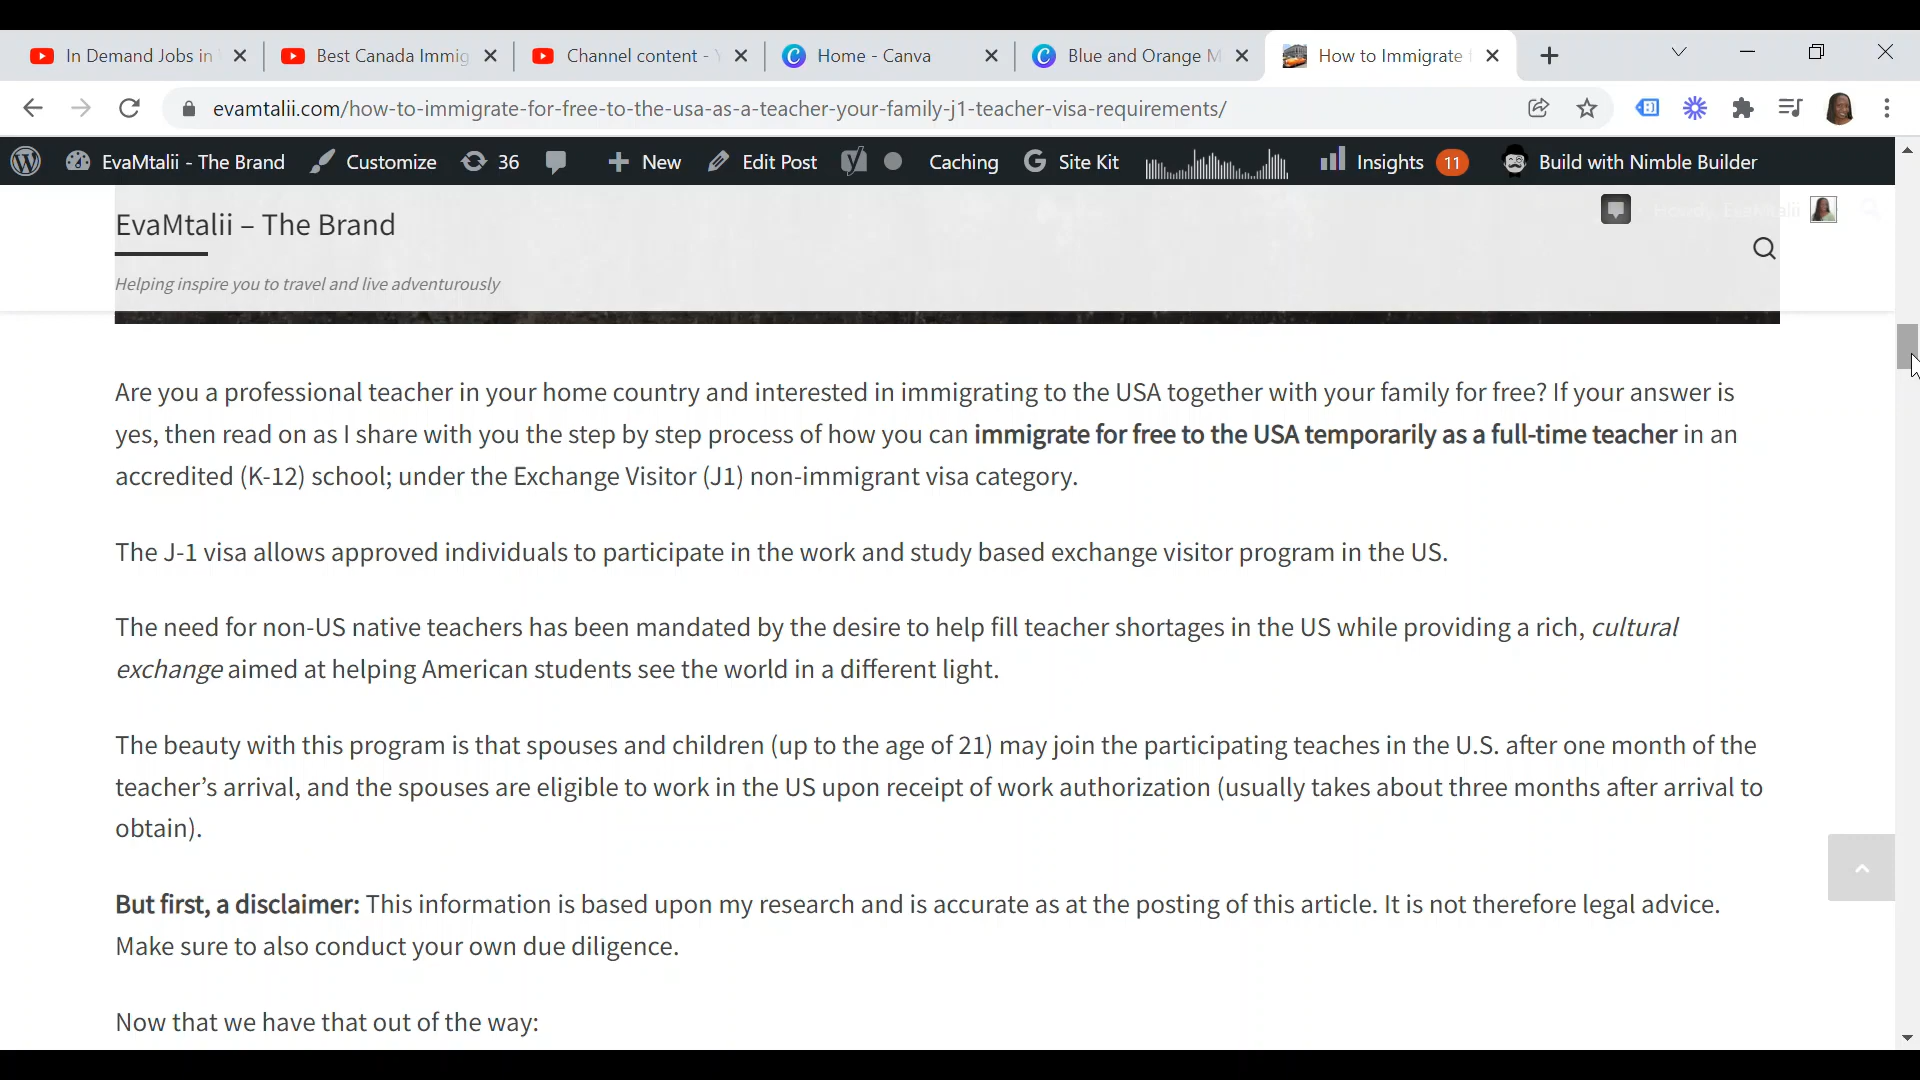 In Demand Jobs in
Best Canada Immig
Channel content -
Home - Canva
Blue and Orange M
How to Immigrate
evamtalii.com/how-to-immigrate-for-free-to-the-usa-as-a-teacher-your-family-j1-teacher-visa-requirements/
EvaMtalii - The Brand
Customize
36
New
Edit Post
Caching
Site Kit
Insights
11
Build with Nimble Builder
EvaMtalii – The Brand
Helping inspire you to travel and live adventurously
Are you a professional teacher in your home country and interested in immigrating to the USA together with your family for free? If your answer is
yes, then read on as I share with you the step by step process of how you can immigrate for free to the USA temporarily as a full-time teacher in an
accredited (K-12) school; under the Exchange Visitor (J1) non-immigrant visa category.
The J-1 visa allows approved individuals to participate in the work and study based exchange visitor program in the US.
The need for non-US native teachers has been mandated by the desire to help fill teacher shortages in the US while providing a rich, cultural
exchange aimed at helping American students see the world in a different light.
The beauty with this program is that spouses and children (up to the age of 21) may join the participating teaches in the U.S. after one month of the
teacher’s arrival, and the spouses are eligible to work in the US upon receipt of work authorization (usually takes about three months after arrival to
obtain).
But first, a disclaimer: This information is based upon my research and is accurate as at the posting of this article. It is not therefore legal advice.
Make sure to also conduct your own due diligence.
Now that we have that out of the way: